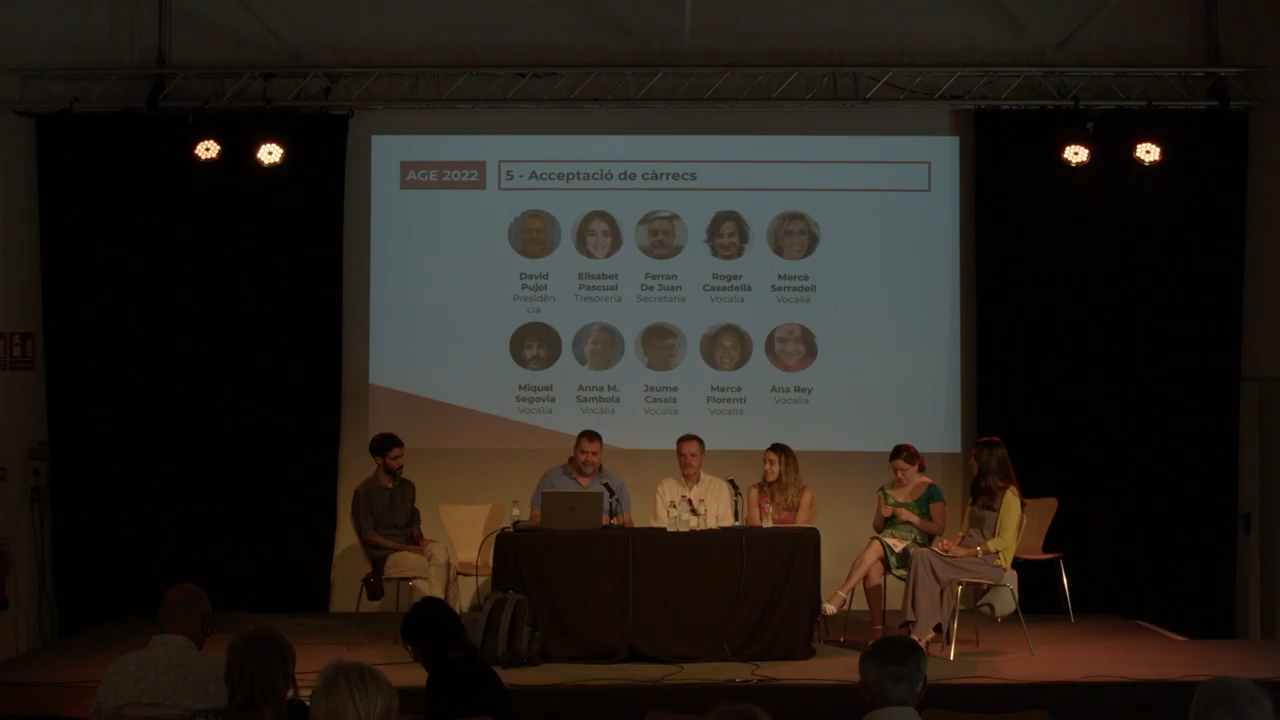 AGE 2022
5 - Acceptació de càrrecs
David
Pujol
Presidèn
cia
Elisabet
Pascual
Tresoreria
Ferran
De Juan
Secretaria
Roger
Casadellà
Vocalia
Mercè
Serradell
Vocalia
Miquel
Segovia
Vocalia
Anna M.
Sambola
Vocalia
Jaume
Casals
Vocalia
Mercè
Florentí
Vocalia
Ana Rey
Vocalia